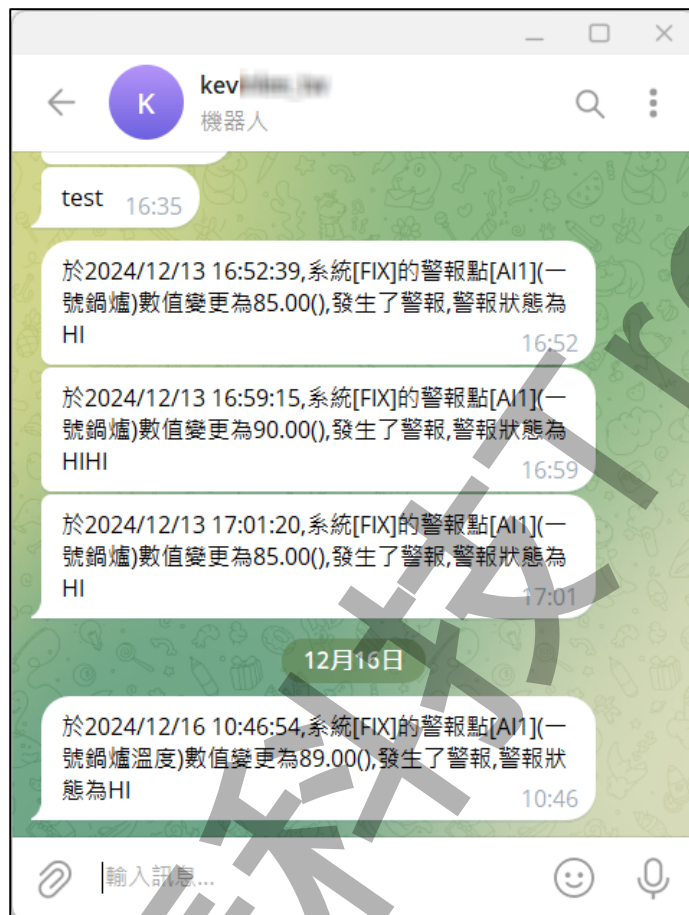 K
kev
機器人
test
16:35
於2024/12/13 16:52:39,系統[FIX]的警報點[AI1](一
號鍋爐)數值變更為85.00(),發生了警報,警報狀態為
HI
16:52
於2024/12/13 16:59:15,系統[FIX]的警報點[AI1](一
號鍋爐)數值變更為90.00(),發生了警報,警報狀態為
HIHI
16:59
於2024/12/13 17:01:20,系統[FIX]的警報點[AI1](一
號鍋爐)數值變更為85.00(),發生了警報,警報狀態為
HI
17:01
12月16日
於2024/12/16 10:46:54,系統[FIX]的警報點[AI1](一
號鍋爐溫度)數值變更為89.00(),發生了警報,警報狀
態為HI
10:46
輸入訊息...
科技Tr